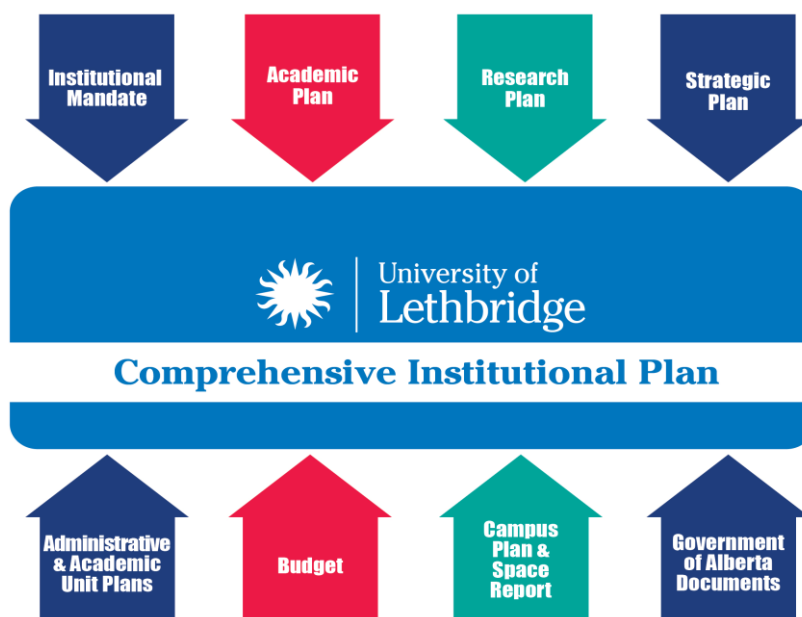 Institutional
Mandate
Academic
Plan
Research
Plan
Strategic
Plan
University of
Lethbridge
Comprehensive Institutional Plan
Administrative
& Academic
Unit Plans
Budget
Campus
Plan &
Space
Report
Government
of Alberta
Documents